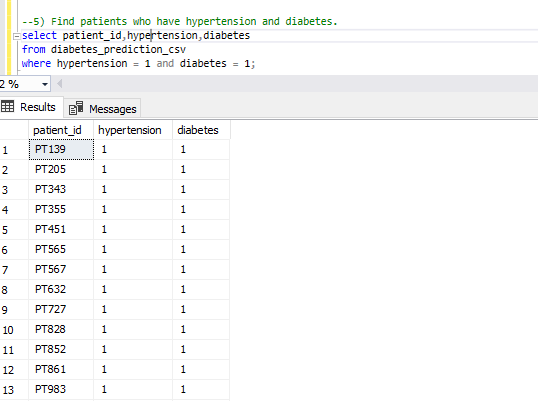 --5) Find patients who have hypertension and diabetes.
select patient_id,hypertension,diabetes
from diabetes_prediction_csv
where hypertension = 1 and diabetes = 1;
2 %
Results Messages
patient_id hypertension diabetes
1 PT139 1 1
2 PT205 1 1
3 PT343 1 1
4 PT355 1 1
5 PT451 1 1
6 PT565 1 1
7 PT567 1 1
8 PT632 1 1
9 PT727 1 1
10 PT828 1 1
11 PT852 1 1
12 PT861 1 1
13 PT983 1 1